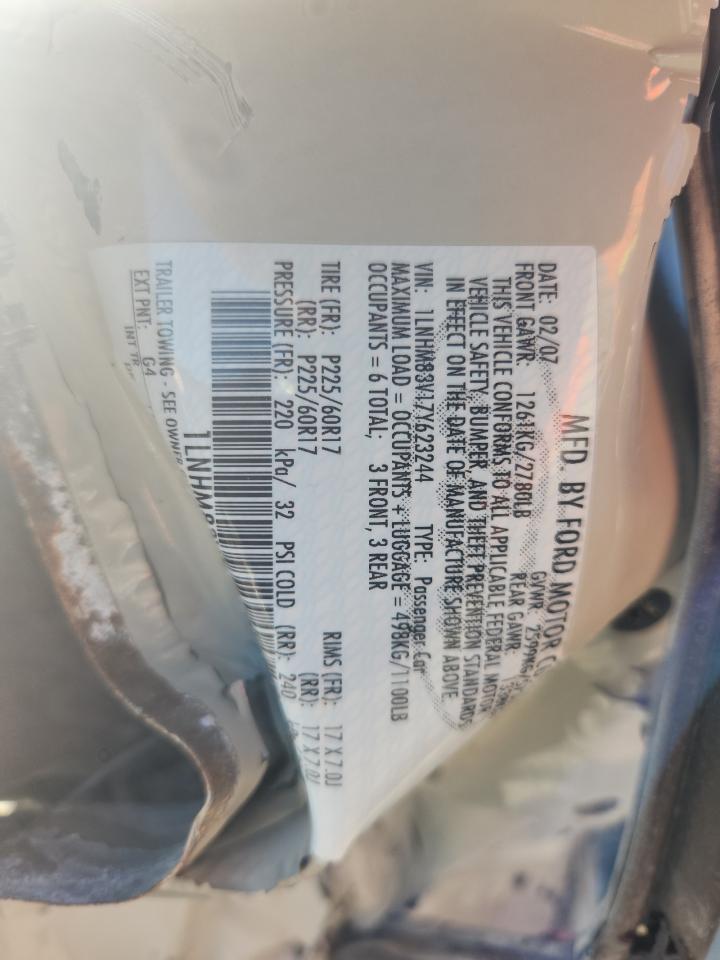 MFD. BY FORD MOTOR
DATE: 02/07 GVWR:
FRONT GAWR: 1261KG/2780LB REAR GAWR:
THIS VEHICLE CONFORMS TO ALL APPLICABLE FEDERAL MOTOR
VEHICLE SAFETY, BUMPER, AND THEFT PREVENTION STANDARDS
IN EFFECT ON THE DATE OF MANUFACTURE SHOWN ABOVE
VIN: TYPE: Passenger Car
MAXIMUM LOAD = OCCUPANTS + LUGGAGE = 498KG/1100LB
OCCUPANTS = 6 TOTAL; 3 FRONT, 3 REAR
TIRE (FR): P225/60R17 RIMS (FR): 17 X 7.0J
(RR): P225/60R17 (RR): 17 X 7.0J
PRESSURE (FR): 220 kPa/ 32 PSI COLD (RR): 240
TRAILER TOWING - SEE
EXT PNT: G4 INT TR